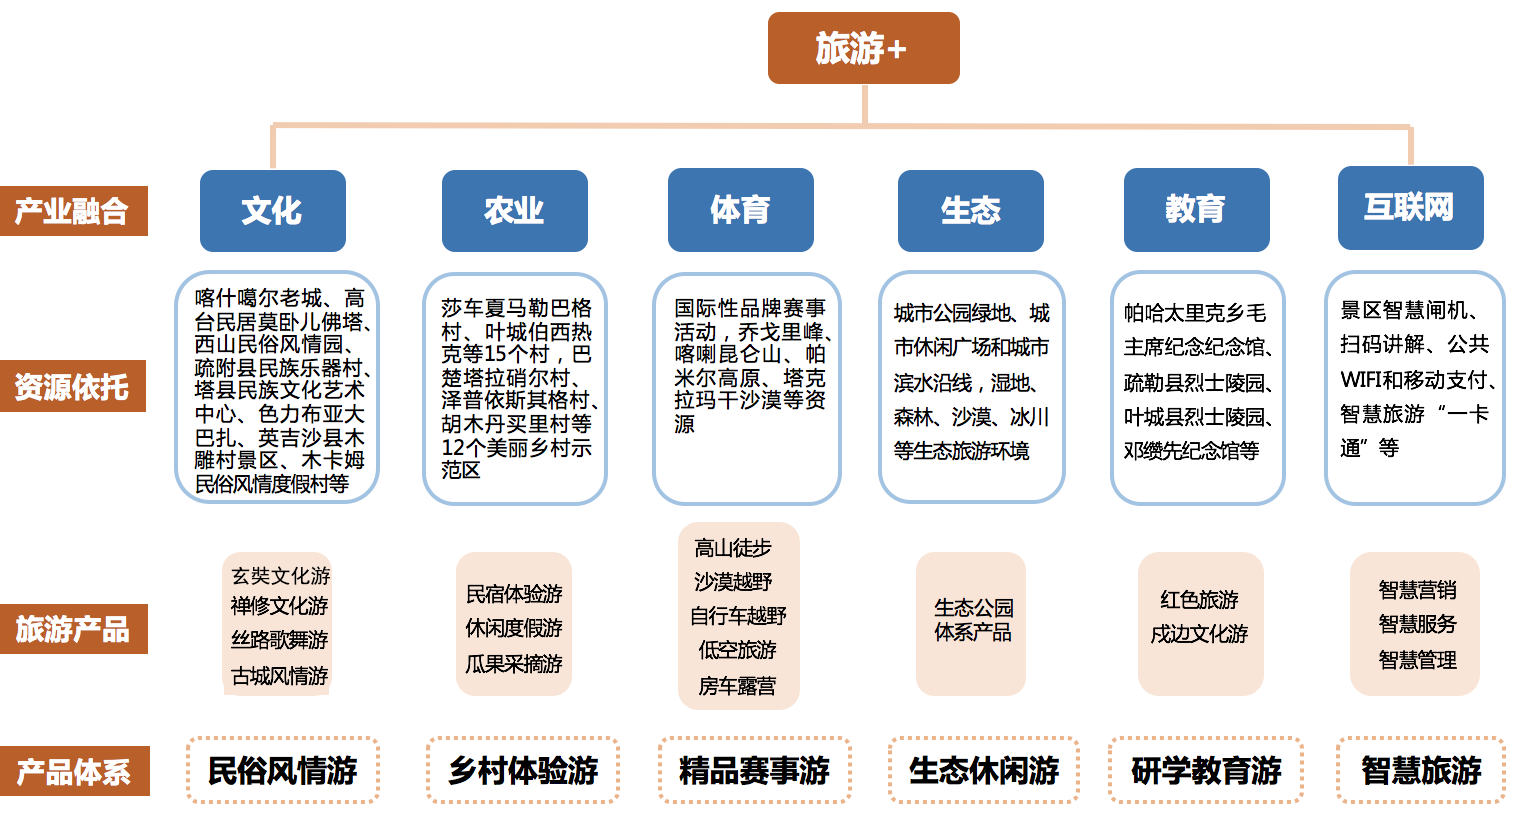 旅游+
产业融合
文化
农业
体育
生态
教育
互联网
资源依托
喀什噶尔老城、高
台民居莫卧儿佛塔、
西山民俗风情园、
疏附县民族乐器村、
塔县民族文化艺术
中心、色力布亚大
巴扎、英吉沙县木
雕村景区、木卡姆
民俗风情度假村等
莎车夏马勒巴格
村、叶城伯西热
克等15个村，巴
楚塔拉硝尔村、
泽普依斯其格村、
胡木丹买里村等
12个美丽乡村示
范区
国际性品牌赛事
活动，乔戈里峰、
喀喇昆仑山、帕
米尔高原、塔克
拉玛干沙漠等资
源
城市公园绿地、城
市休闲广场和城市
滨水沿线，湿地、
森林、沙漠、冰川
等生态旅游环境
帕哈太里克乡毛
主席纪念纪念馆、
疏勒县烈士陵园、
叶城县烈士陵园、
邓缵先纪念馆等
景区智慧闸机、
扫码讲解、公共
WIFI和移动支付、
智慧旅游“一卡
通”等
旅游产品
玄奘文化游
禅修文化游
丝路歌舞游
古城风情游
民宿体验游
休闲度假游
瓜果采摘游
高山徒步
沙漠越野
自行车越野
低空旅游
房车露营
生态公园
体系产品
红色旅游
戍边文化游
智慧营销
智慧服务
智慧管理
产品体系
民俗风情游
乡村体验游
精品赛事游
生态休闲游
研学教育游
智慧旅游